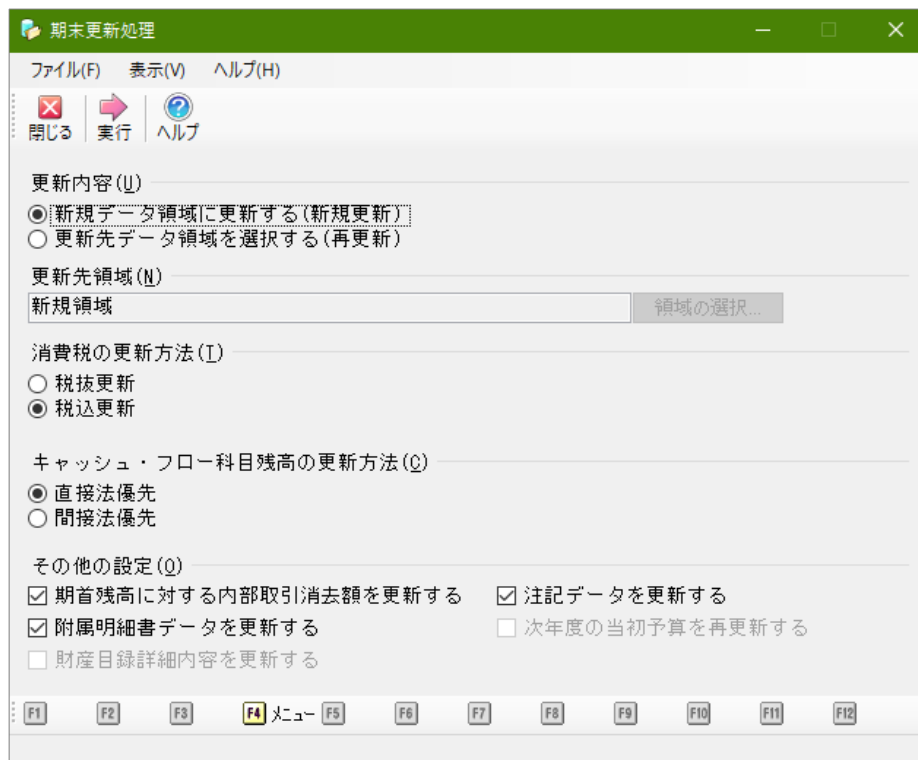 期末更新処理
ファイル(F) 表示(V) ヘルプ(H)
閉じる 実行 ヘルプ
更新内容(U)
新規データ領域に更新する(新規更新)
更新先データ領域を選択する(再更新)
更新先領域(N)
新規領域 領域の選択...
消費税の更新方法(T)
税抜更新
税込更新
キャッシュ・フロー科目残高の更新方法(C)
直接法優先
間接法優先
その他の設定(O)
期首残高に対する内部取引消去額を更新する 注記データを更新する
附属明細書データを更新する 次年度の当初予算を再更新する
財産目録詳細内容を更新する
F1 F2 F3 F4 メニュー F5 F6 F7 F8 F9 F10 F11 F12